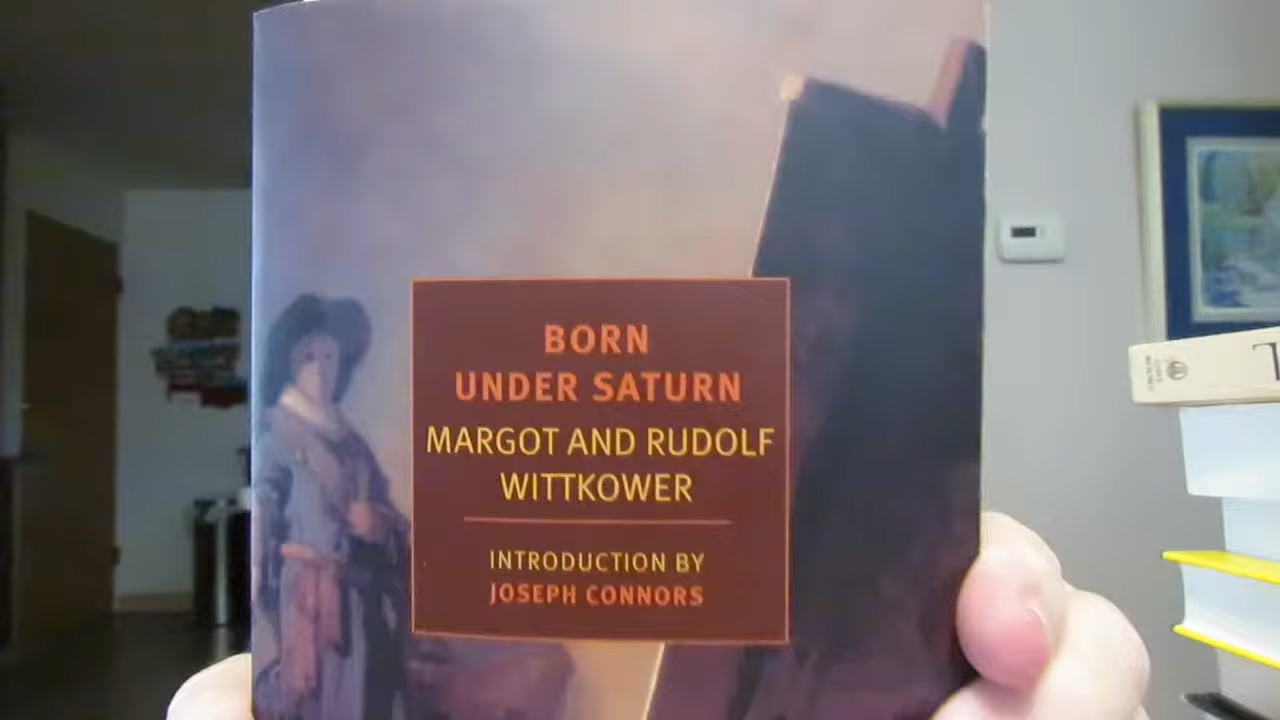 BORN
UNDER SATURN
MARGOT AND RUDOLF
WITTKOWER
INTRODUCTION BY
JOSEPH CONNORS